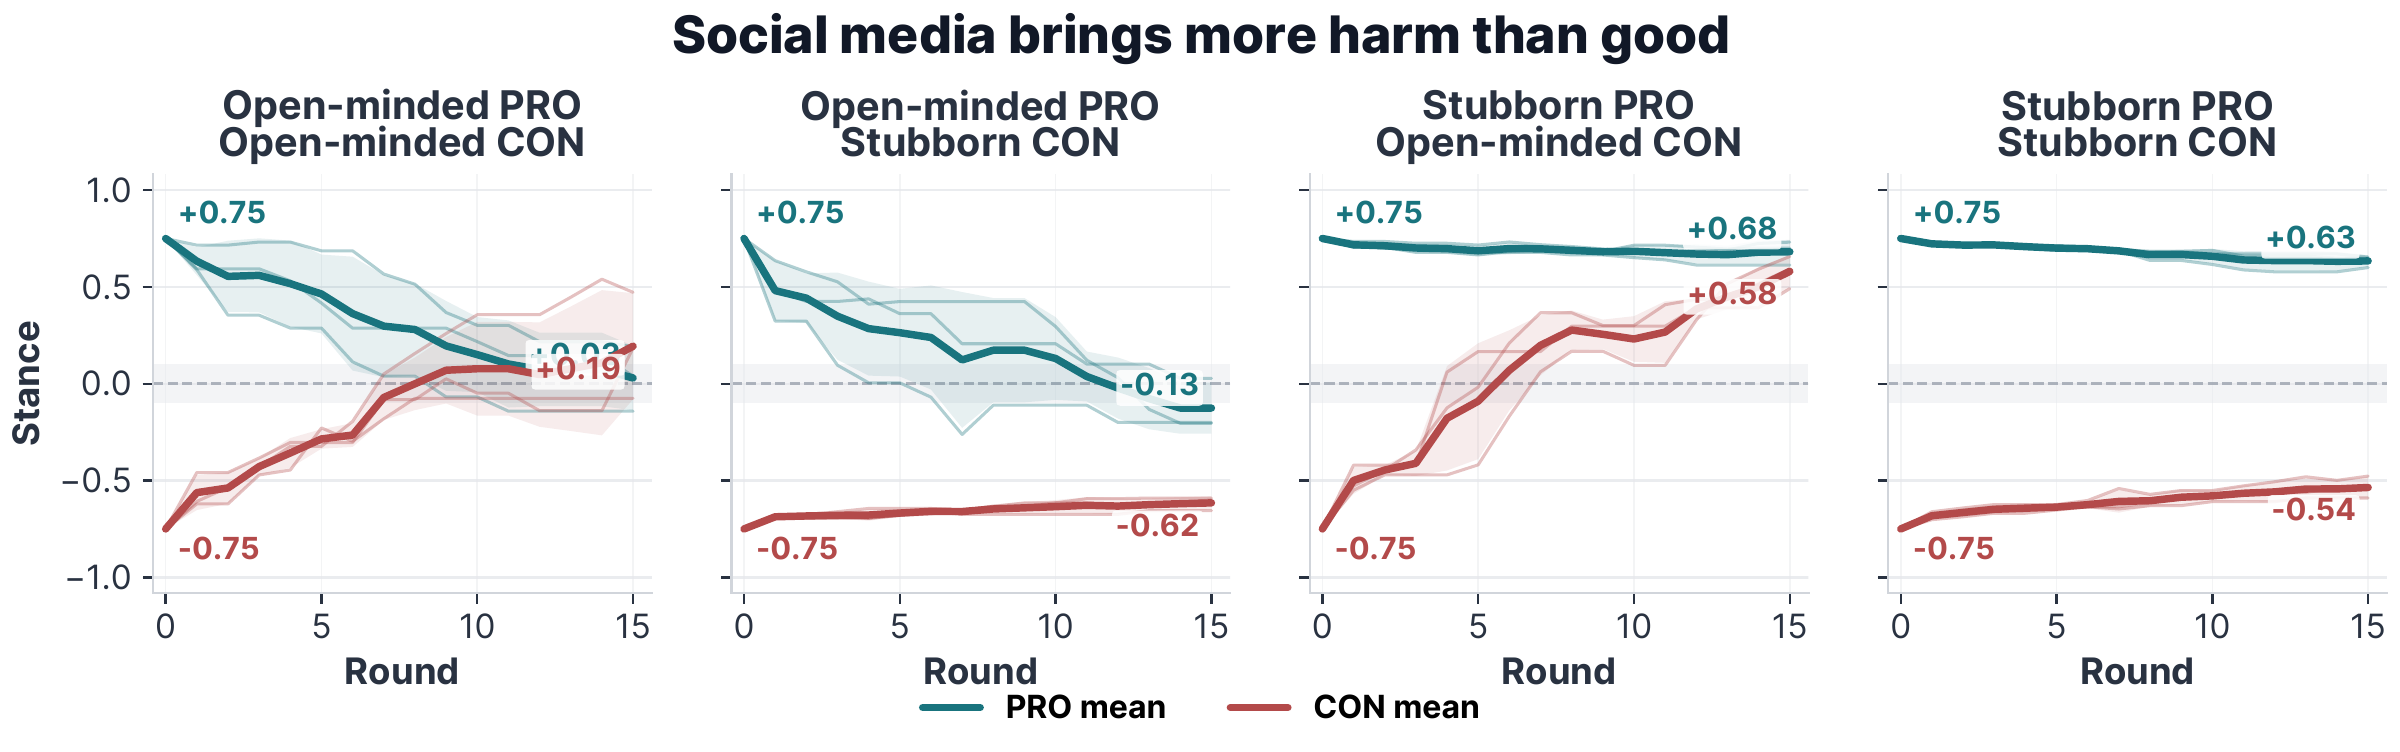 Social media brings more harm than good
Open-minded PRO
Open-minded CON
Open-minded PRO
Stubborn CON
Stubborn PRO
Open-minded CON
Stubborn PRO
Stubborn CON
Stance
1.0
0.5
0.0
−0.5
−1.0
+0.75
+0.03
+0.19
-0.75
0 5 10 15
Round
+0.75
-0.13
-0.62
-0.75
0 5 10 15
Round
+0.75
+0.68
+0.58
-0.75
0 5 10 15
Round
+0.75
+0.63
-0.54
-0.75
0 5 10 15
Round
PRO mean CON mean